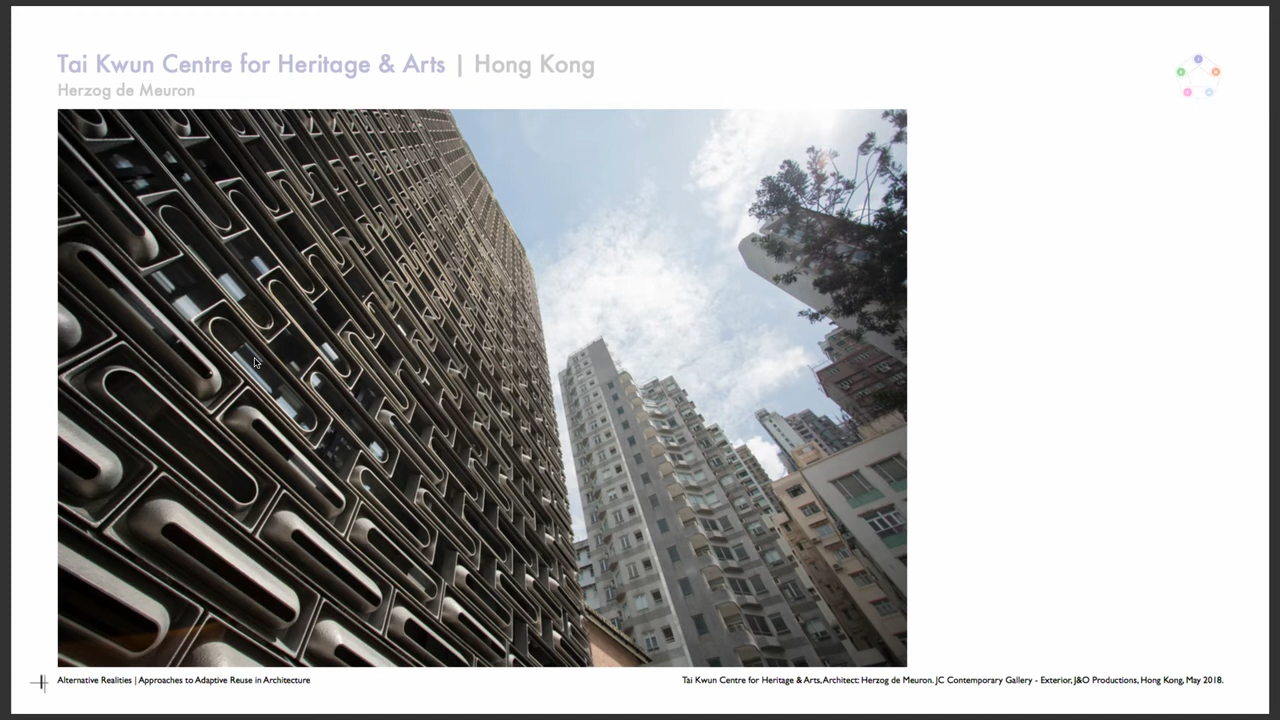 Tai Kwun Centre for Heritage & Arts | Hong Kong
Herzog de Meuron
Alternative Realities | Approaches to Adaptive Reuse in Architecture
Tai Kwun Centre for Heritage & Arts, Architect: Herzog de Meuron. JC Contemporary Gallery - Exterior, J&O Productions, Hong Kong, May 2018.